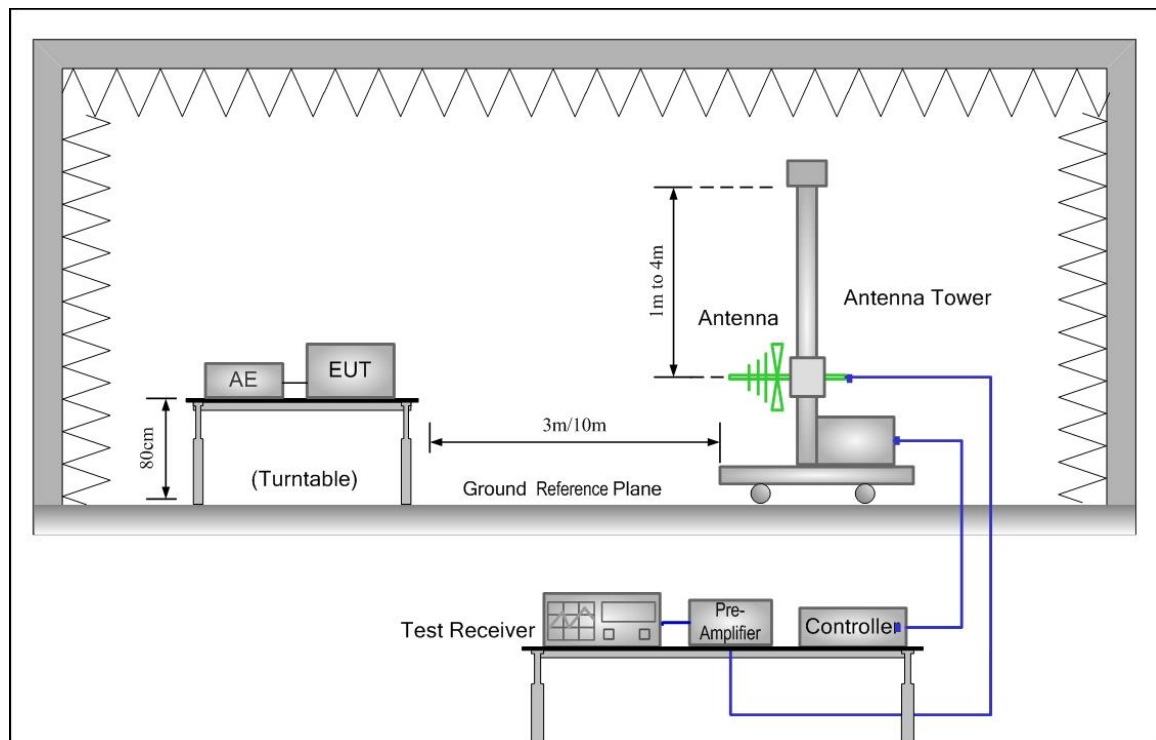 1m to 4m
Antenna Tower
Antenna
AE
EUT
3m/10m
80cm
(Turntable)
Ground Reference Plane
Test Receiver
Pre-
Amplifier
Controller